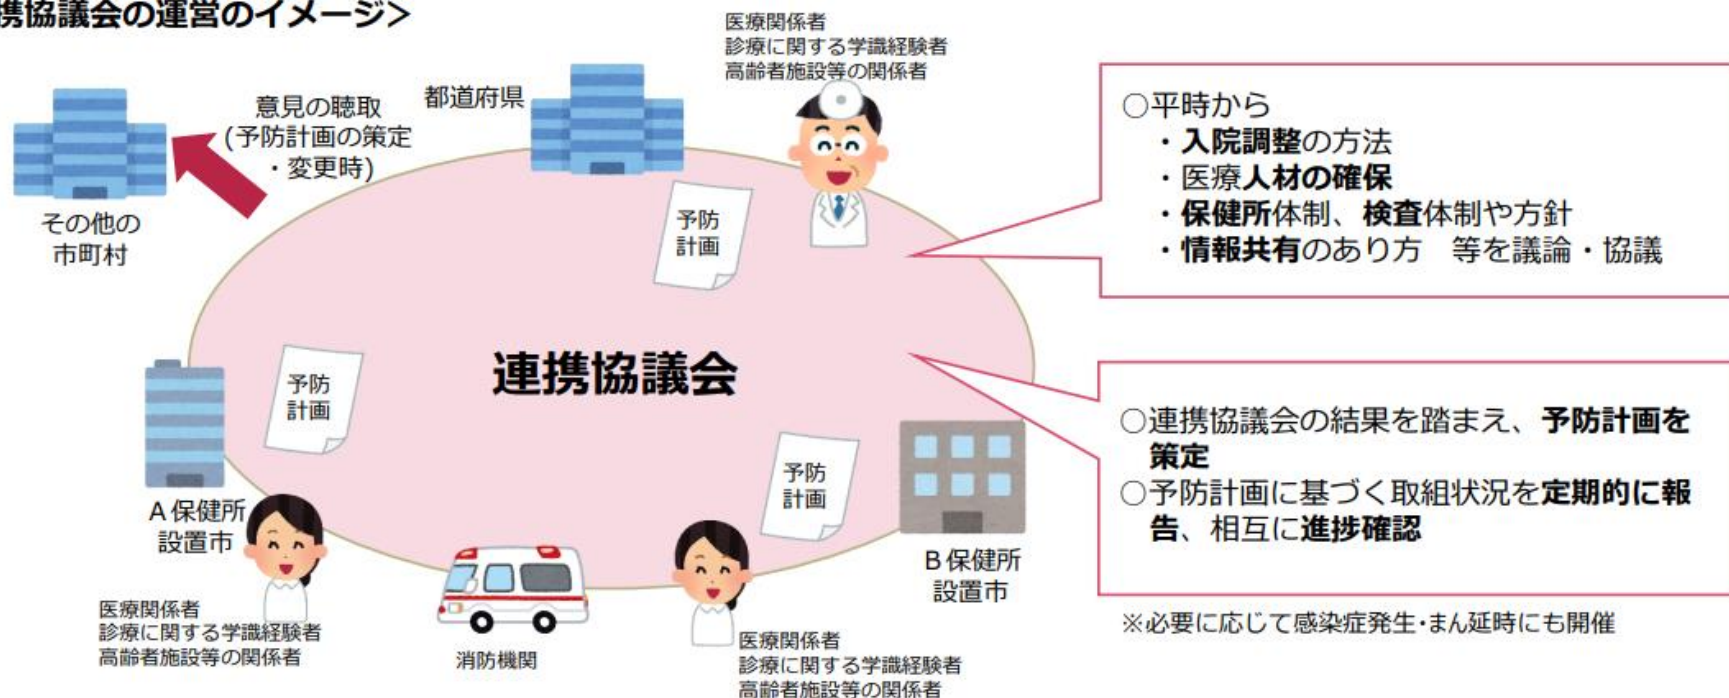 携協議会の運営のイメージ>
医療関係者
診療に関する学識経験者
高齢者施設等の関係者
都道府県
意見の聴取
(予防計画の策定
・変更時)
その他の
市町村
予防
計画
○平時から
・入院調整の方法
・医療人材の確保
・保健所体制、検査体制や方針
・情報共有のあり方　等を議論・協議
連携協議会
予防
計画
予防
計画
○連携協議会の結果を踏まえ、予防計画を
策定
○予防計画に基づく取組状況を定期的に報
告、相互に進捗確認
※必要に応じて感染症発生･まん延時にも開催
A保健所
設置市
B保健所
設置市
医療関係者
診療に関する学識経験者
高齢者施設等の関係者
消防機関
医療関係者
診療に関する学識経験者
高齢者施設等の関係者